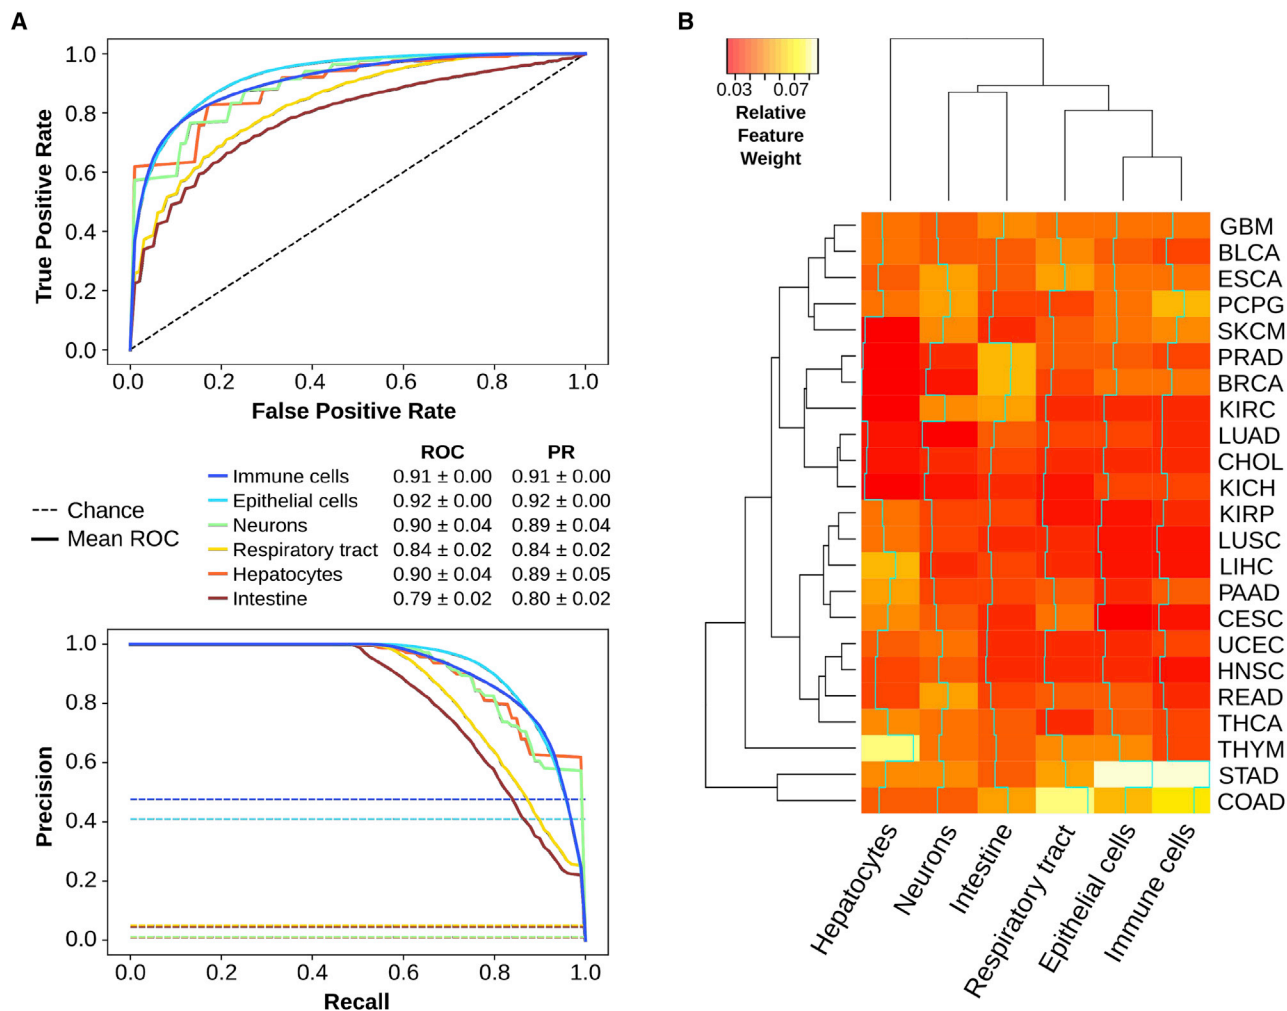 A
True Positive Rate
1.0
0.8
0.6
0.4
0.2
0.0
0.0 0.2 0.4 0.6 0.8 1.0
False Positive Rate
Chance
Mean ROC
ROC PR
Immune cells 0.91 ± 0.00 0.91 ± 0.00
Epithelial cells 0.92 ± 0.00 0.92 ± 0.00
Neurons 0.90 ± 0.04 0.89 ± 0.04
Respiratory tract 0.84 ± 0.02 0.84 ± 0.02
Hepatocytes 0.90 ± 0.04 0.89 ± 0.05
Intestine 0.79 ± 0.02 0.80 ± 0.02
Precision
1.0
0.8
0.6
0.4
0.2
0.0
0.0 0.2 0.4 0.6 0.8 1.0
Recall
B
0.03 0.07
Relative
Feature
Weight
GBM
BLCA
ESCA
PCPG
SKCM
PRAD
BRCA
KIRC
LUAD
CHOL
KICH
KIRP
LUSC
LIHC
PAAD
CESC
UCEC
HNSC
READ
THCA
THYM
STAD
COAD
Hepatocytes
Neurons
Intestine
Respiratory tract
Epithelial cells
Immune cells